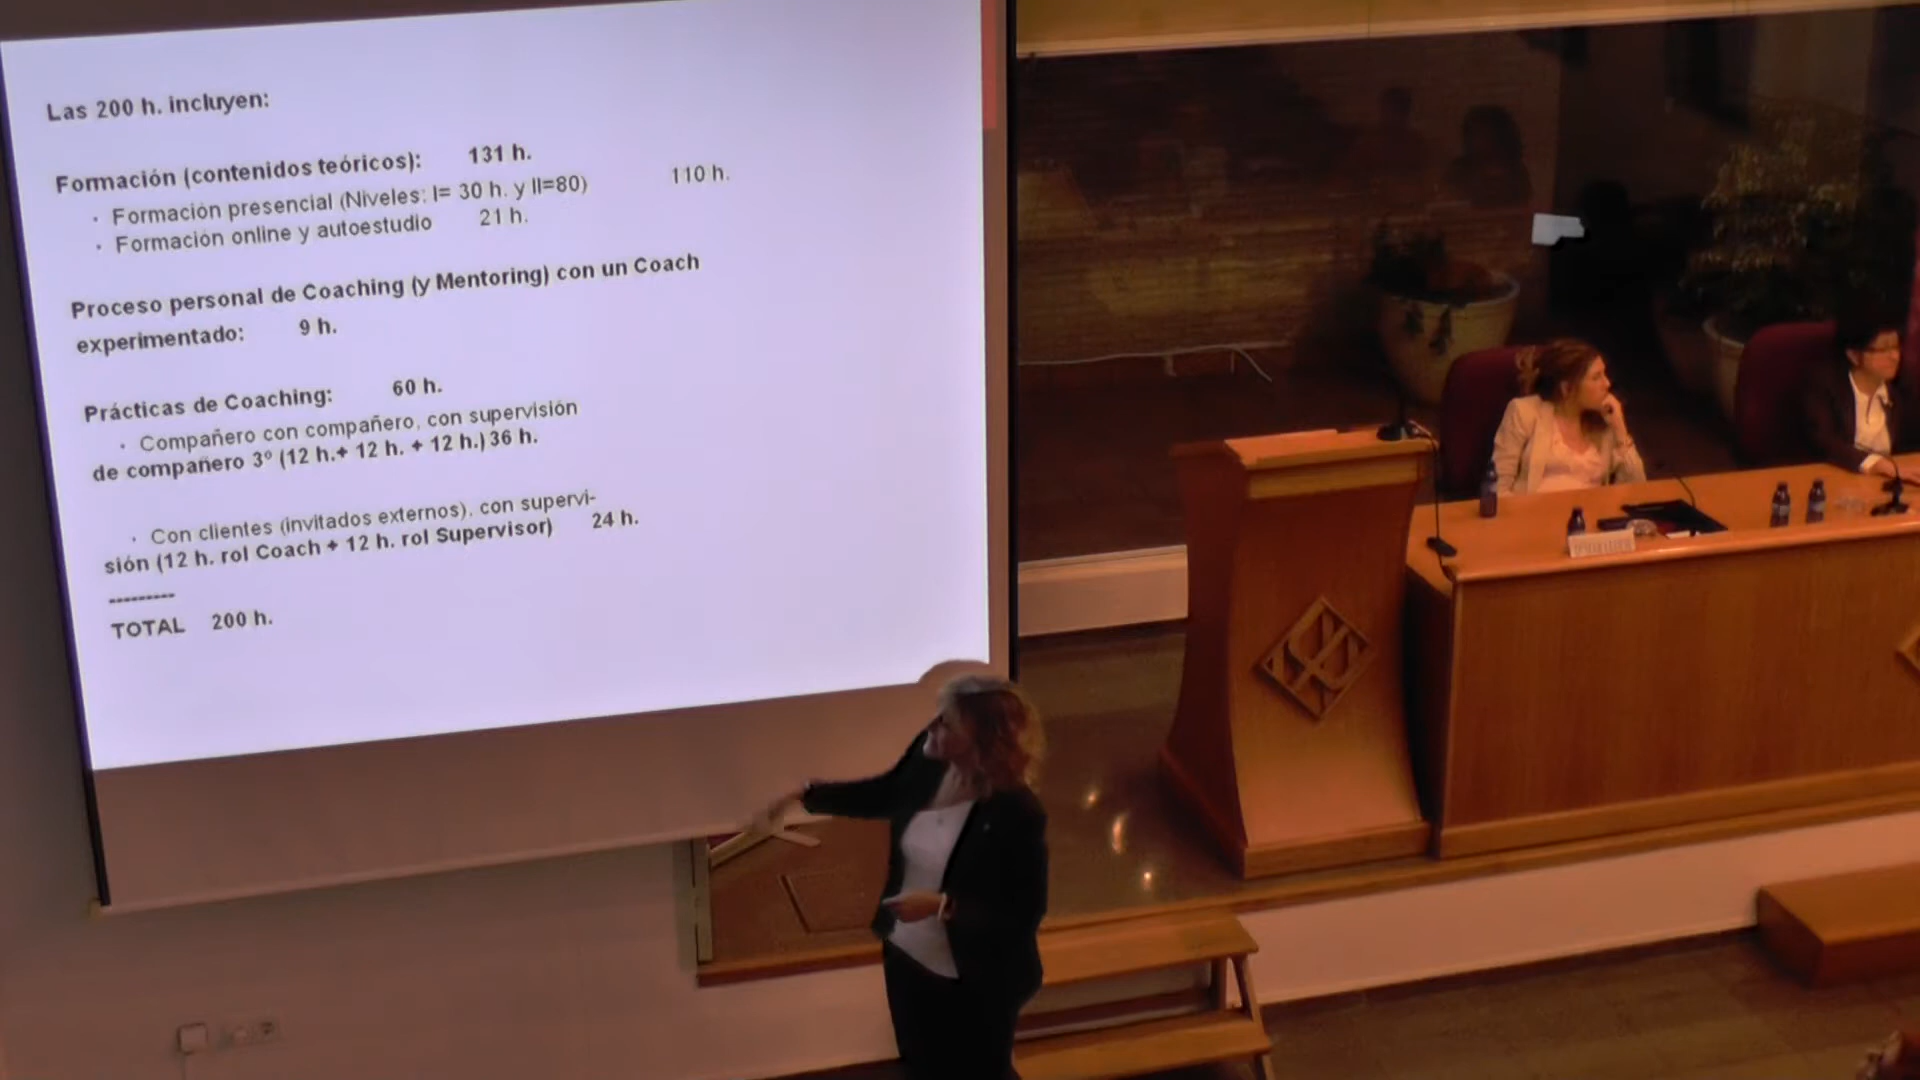 Las 200 h. incluyen:
Formación (contenidos teóricos): 131 h.
· Formación presencial (Niveles: I= 30 h. y II=80) 110 h.
· Formación online y autoestudio 21 h.
Proceso personal de Coaching (y Mentoring) con un Coach
experimentado: 9 h.
Prácticas de Coaching: 60 h.
· Compañero con compañero, con supervisión
de compañero 3º (12 h.+ 12 h. + 12 h.) 36 h.
· Con clientes (invitados externos), con supervi-
sión (12 h. rol Coach + 12 h. rol Supervisor) 24 h.
---------
TOTAL 200 h.